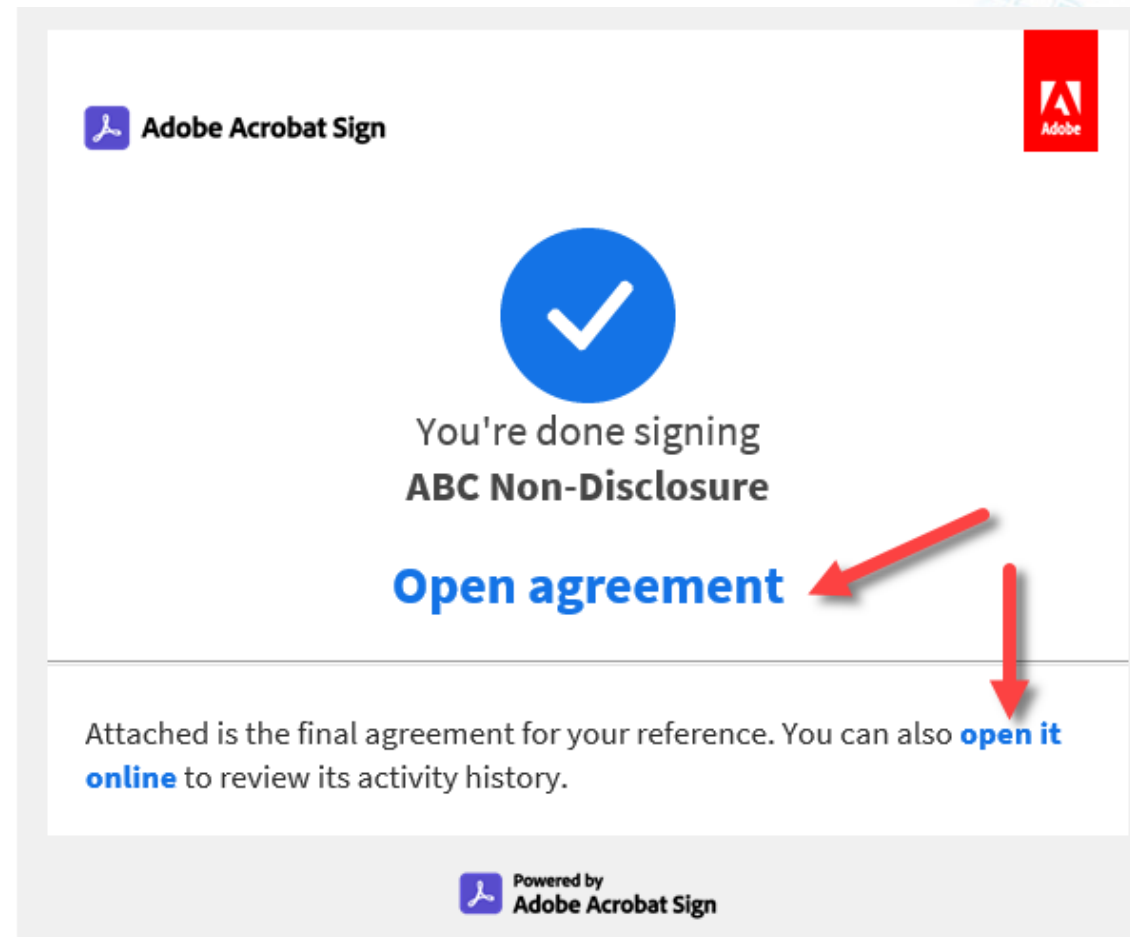 Adobe Acrobat Sign
Adobe
You're done signing
ABC Non-Disclosure
Open agreement
Attached is the final agreement for your reference. You can also open it
online to review its activity history.
Powered by
Adobe Acrobat Sign